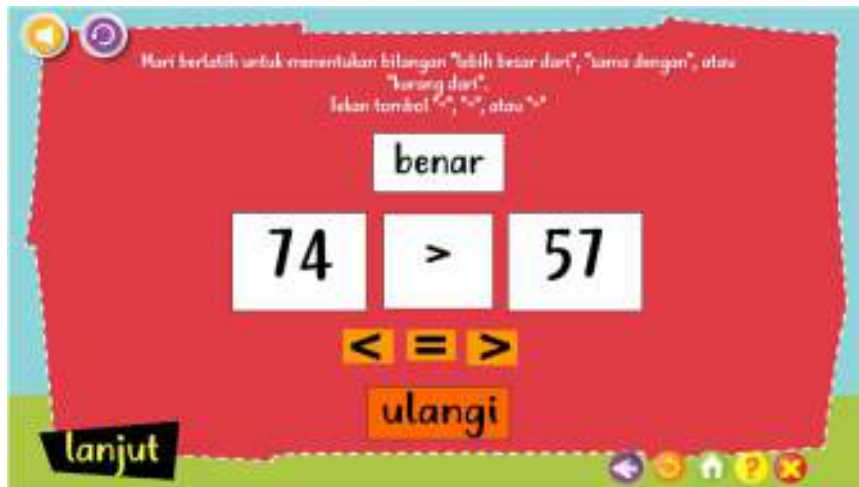 Mari berlatih untuk menentukan bilangan "lebih besar dari", "sama dengan", atau
"kurang dari".
Tekan tombol "<", "=", atau ">"
benar
74 > 57
< = >
ulangi
lanjut
?